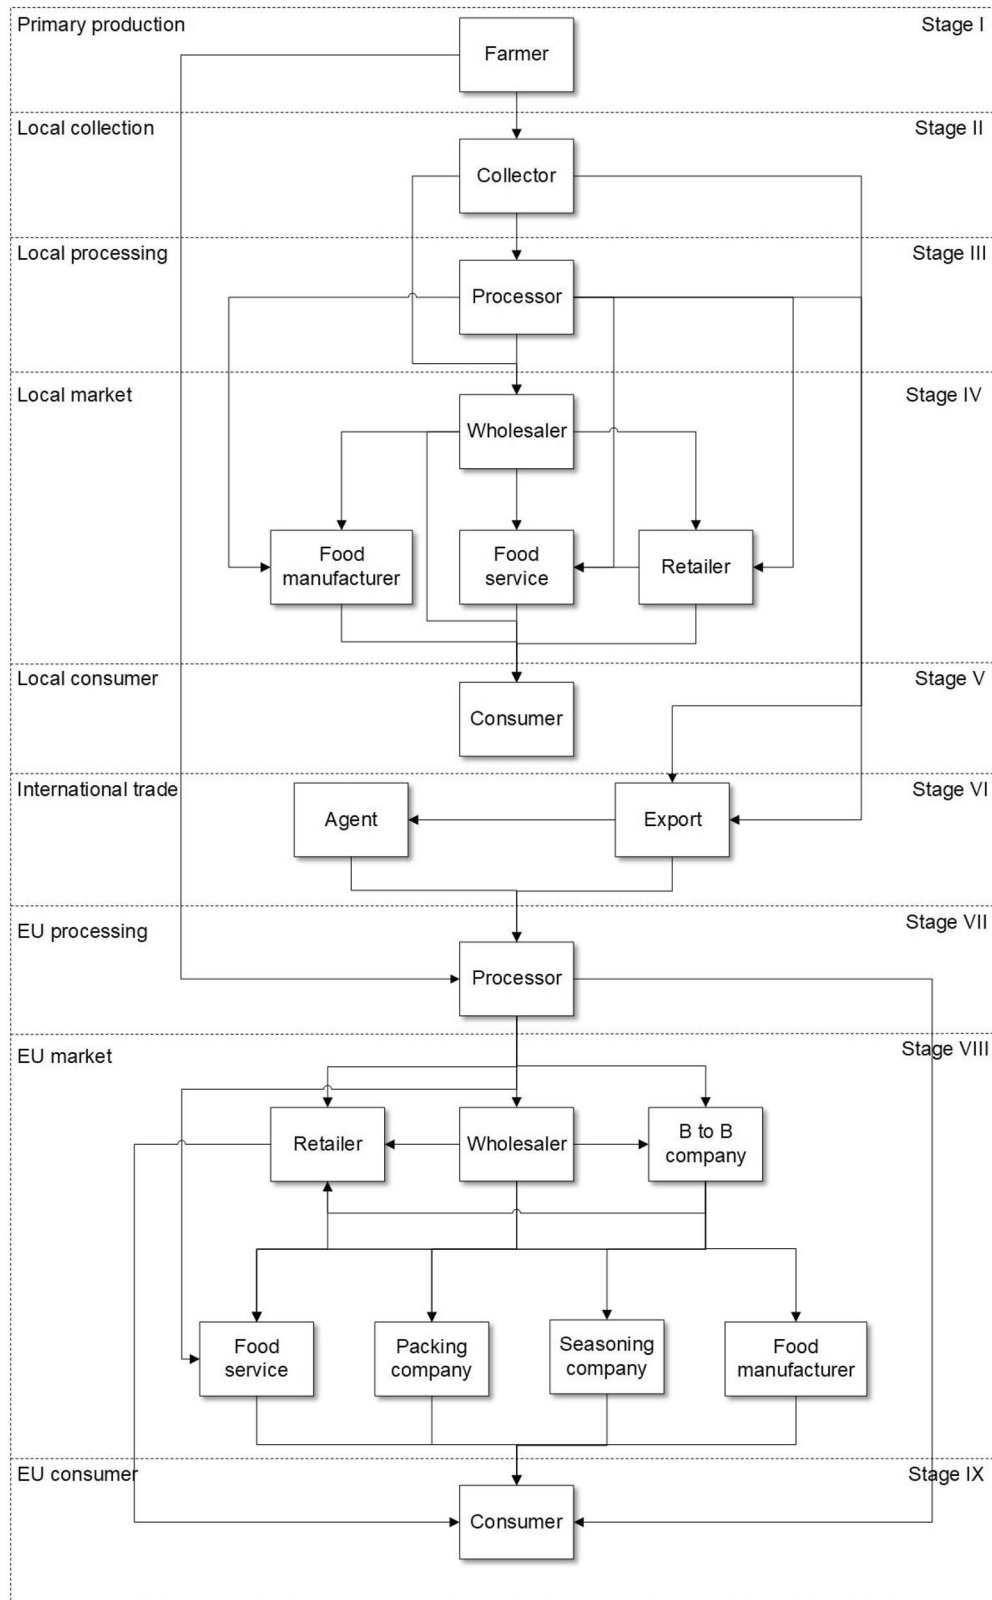 Primary production
Stage I
Farmer
Local collection
Stage II
Collector
Local processing
Stage III
Processor
Local market
Stage IV
Wholesaler
Food
manufacturer
Food
service
Retailer
Local consumer
Stage V
Consumer
International trade
Stage VI
Agent
Export
EU processing
Stage VII
Processor
EU market
Stage VIII
Retailer
Wholesaler
B to B
company
Food
service
Packing
company
Seasoning
company
Food
manufacturer
EU consumer
Stage IX
Consumer